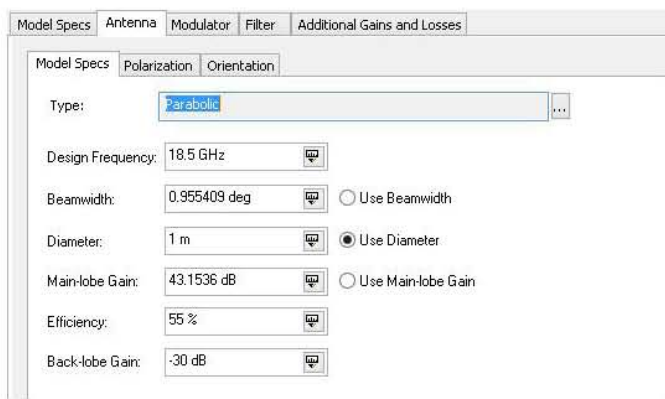 Model Specs Antenna Modulator Filter Additional Gains and Losses
Model Specs Polarization Orientation
Type: Parabolic ...
Design Frequency: 18.5 GHz
Beamwidth: 0.955409 deg Use Beamwidth
Diameter: 1 m Use Diameter
Main-lobe Gain: 43.1536 dB Use Main-lobe Gain
Efficiency: 55 %
Back-lobe Gain: -30 dB